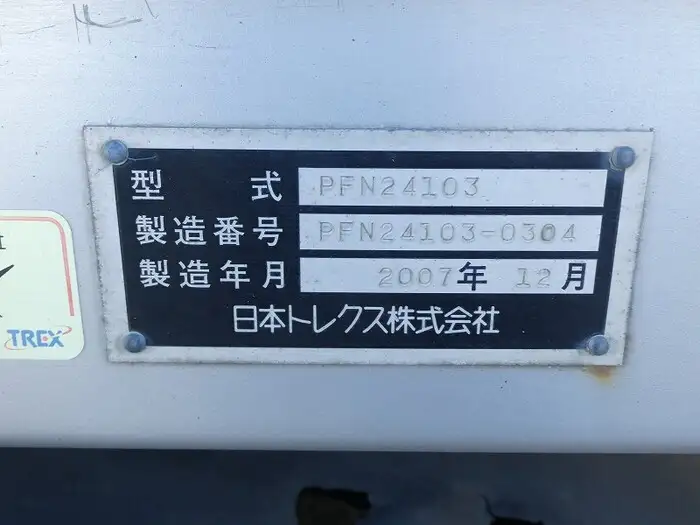 型 式 PFN24103
製造番号 PFN24103-0304
製造年月 2007年 12月
日本トレクス株式会社
TREX